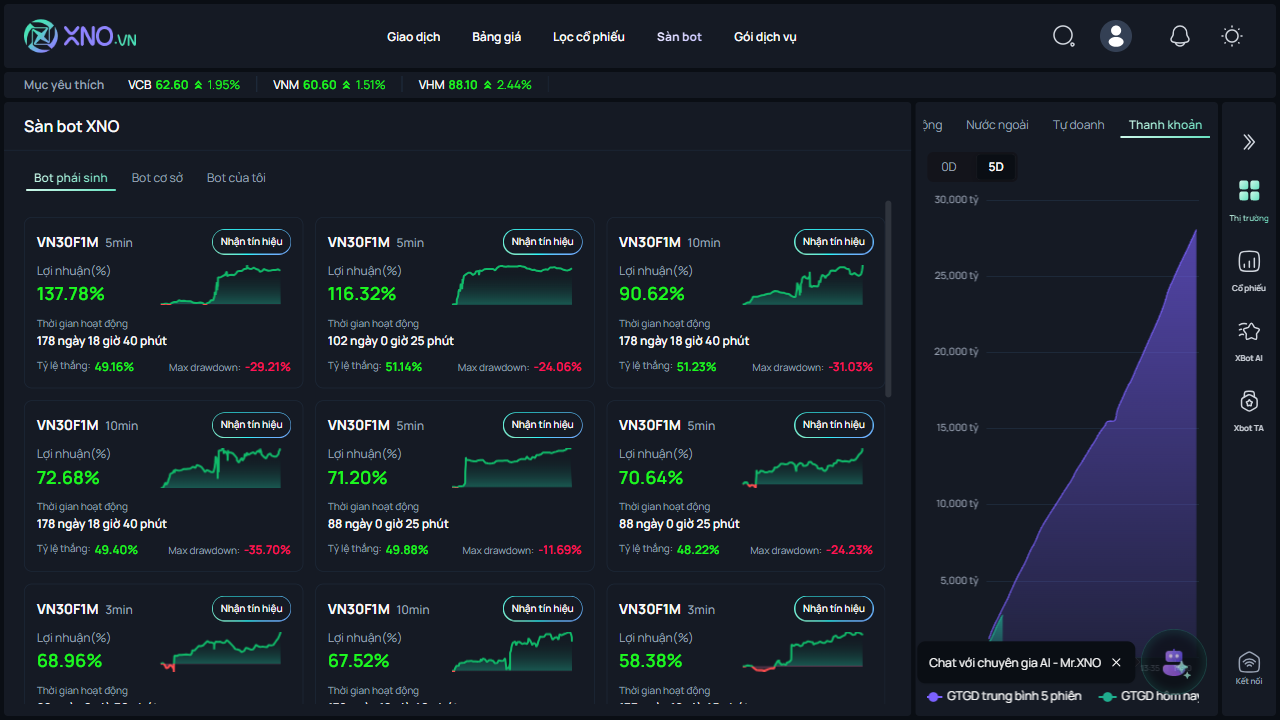 XNO.VN
Giao dịch Bảng giá Lọc cổ phiếu Sàn bot Gói dịch vụ
Mục yêu thích VCB 62.60 1.95% VNM 60.60 1.51% VHM 88.10 2.44%
Sàn bot XNO
Bot phái sinh Bot cơ sở Bot của tôi
VN30F1M 5min Nhận tín hiệu
Lợi nhuận(%)
137.78%
Thời gian hoạt động
178 ngày 18 giờ 40 phút
Tỷ lệ thắng: 49.16% Max drawdown: -29.21%
VN30F1M 5min Nhận tín hiệu
Lợi nhuận(%)
116.32%
Thời gian hoạt động
102 ngày 0 giờ 25 phút
Tỷ lệ thắng: 51.14% Max drawdown: -24.06%
VN30F1M 10min Nhận tín hiệu
Lợi nhuận(%)
90.62%
Thời gian hoạt động
178 ngày 18 giờ 40 phút
Tỷ lệ thắng: 51.23% Max drawdown: -31.03%
VN30F1M 10min Nhận tín hiệu
Lợi nhuận(%)
72.68%
Thời gian hoạt động
178 ngày 18 giờ 40 phút
Tỷ lệ thắng: 49.40% Max drawdown: -35.70%
VN30F1M 5min Nhận tín hiệu
Lợi nhuận(%)
71.20%
Thời gian hoạt động
88 ngày 0 giờ 25 phút
Tỷ lệ thắng: 49.88% Max drawdown: -11.69%
VN30F1M 5min Nhận tín hiệu
Lợi nhuận(%)
70.64%
Thời gian hoạt động
88 ngày 0 giờ 25 phút
Tỷ lệ thắng: 48.22% Max drawdown: -24.23%
VN30F1M 3min Nhận tín hiệu
Lợi nhuận(%)
68.96%
Thời gian hoạt động
VN30F1M 10min Nhận tín hiệu
Lợi nhuận(%)
67.52%
Thời gian hoạt động
VN30F1M 3min Nhận tín hiệu
Lợi nhuận(%)
58.38%
Thời gian hoạt động
ộng Nước ngoài Tự doanh Thanh khoản
0D 5D
30,000 tỷ
25,000 tỷ
20,000 tỷ
15,000 tỷ
10,000 tỷ
5,000 tỷ
Chat với chuyên gia AI - Mr.XNO
GTGD trung bình 5 phiên GTGD hôm nay
Thị trường
Cổ phiếu
XBot AI
Xbot TA
Kết nối